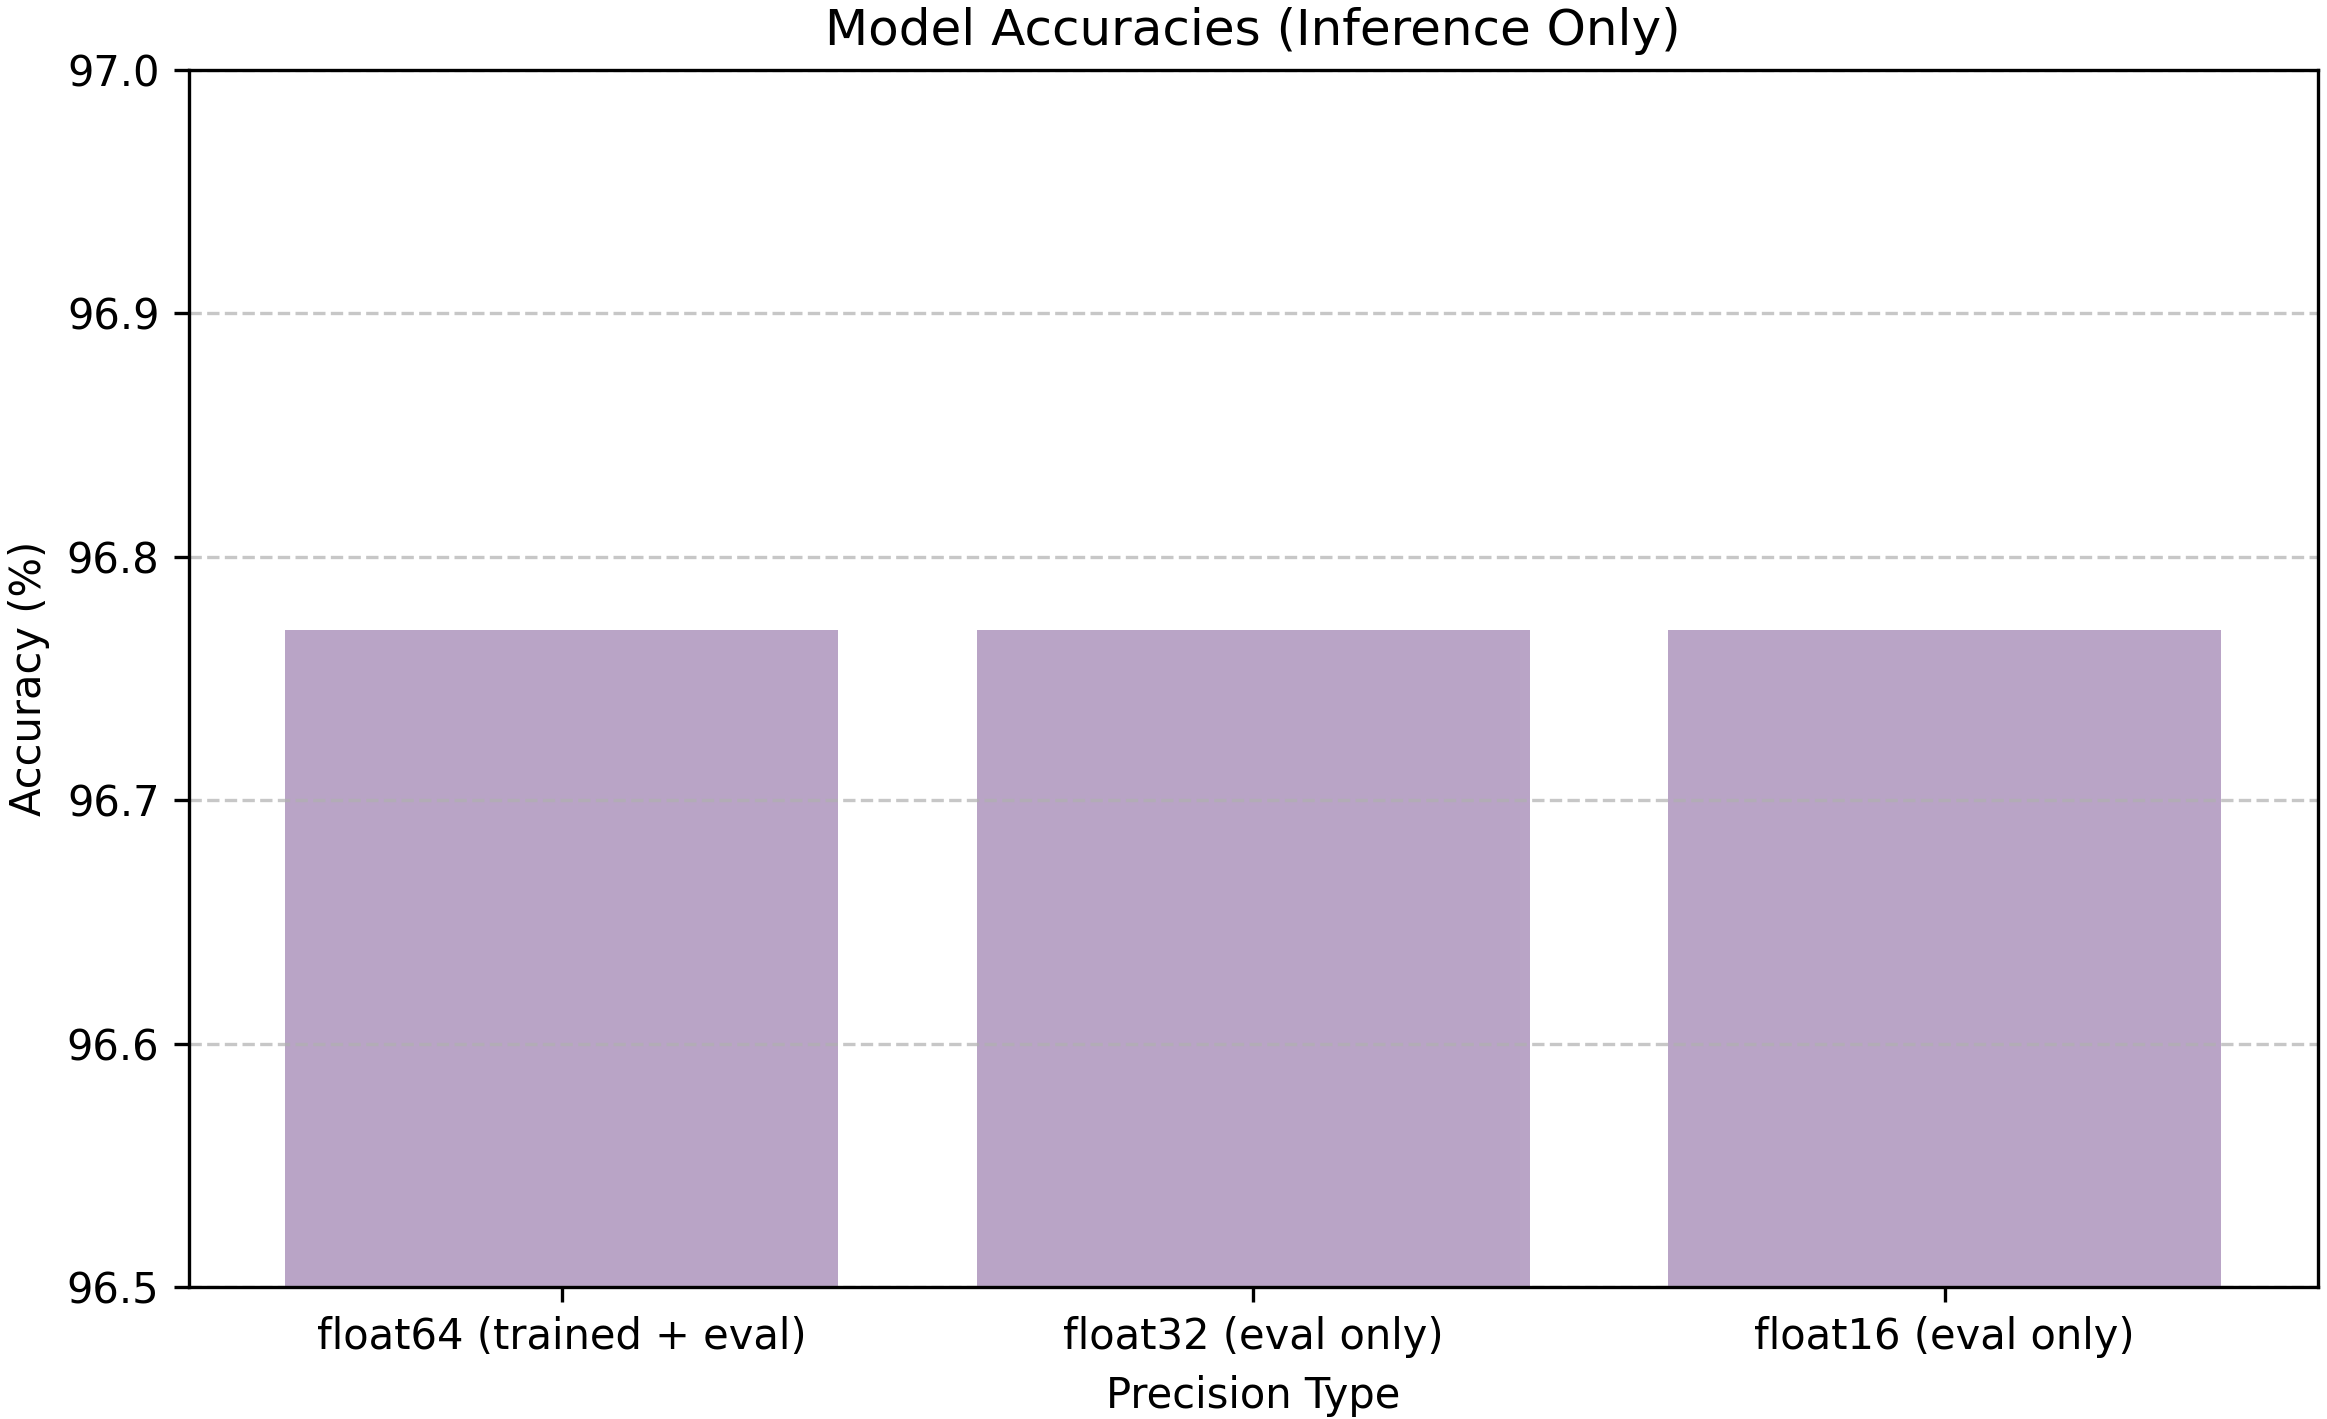 Model Accuracies (Inference Only)
97.0
96.9
96.8
96.7
96.6
96.5
Accuracy (%)
float64 (trained + eval)
float32 (eval only)
float16 (eval only)
Precision Type